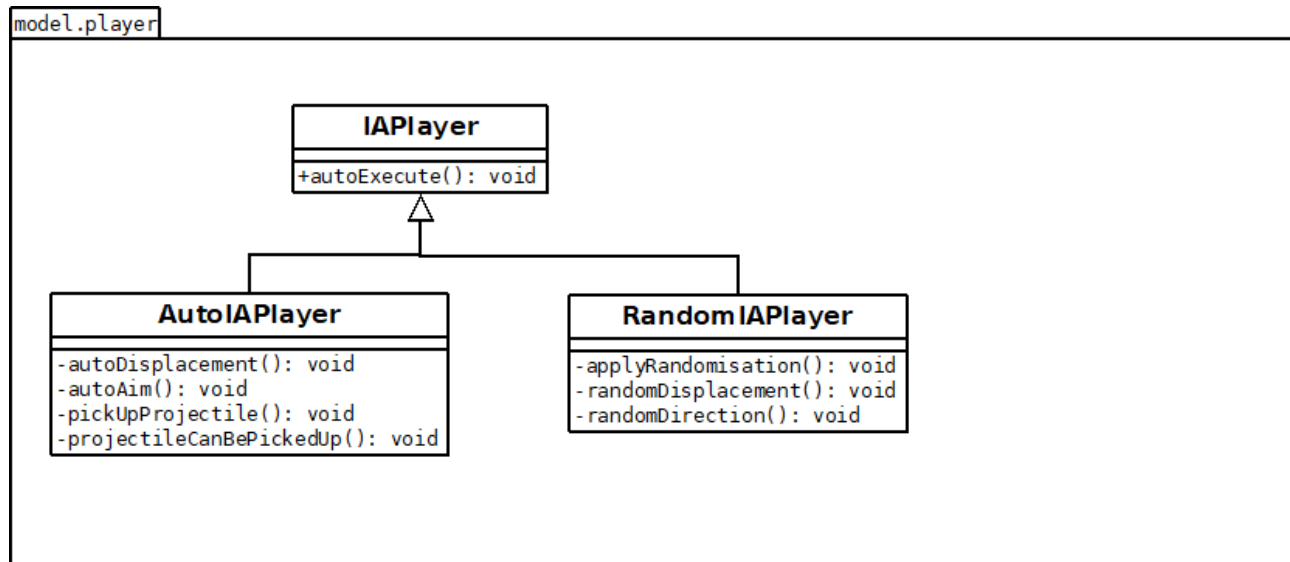 model.player
IAPlayer
+autoExecute(): void
AutoIAPlayer
-autoDisplacement(): void
-autoAim(): void
-pickUpProjectile(): void
-projectileCanBePickedUp(): void
RandomIAPlayer
-applyRandomisation(): void
-randomDisplacement(): void
-randomDirection(): void